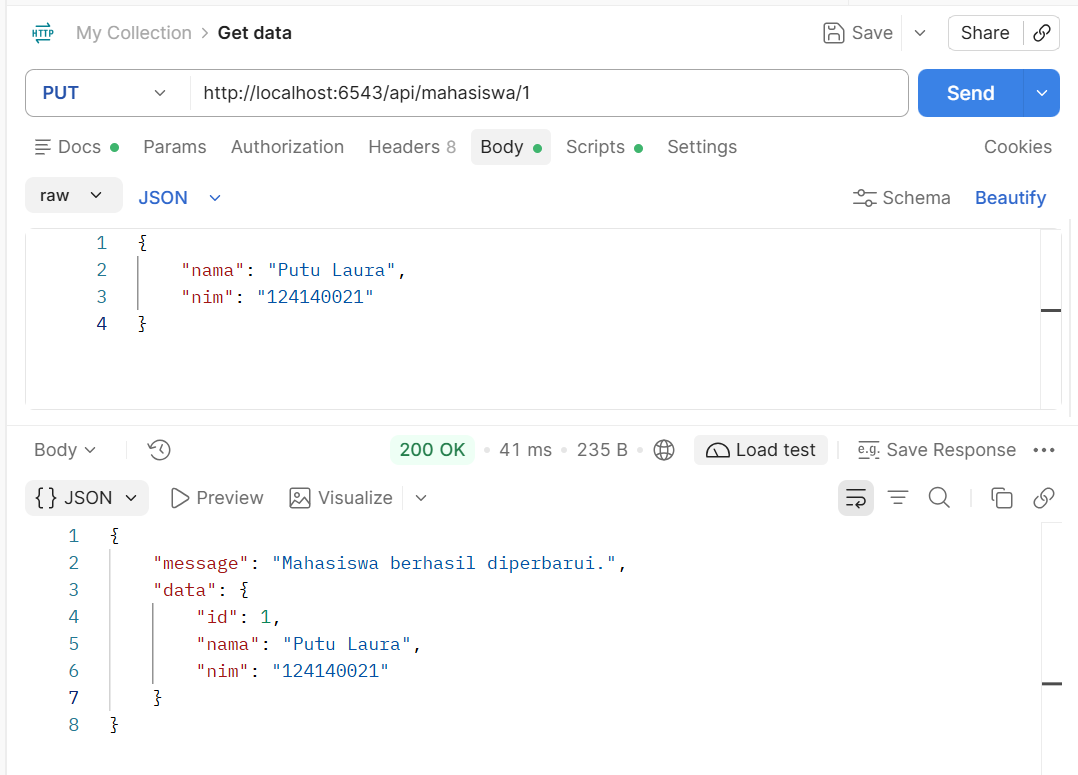 HTTP My Collection > Get data Save Share
PUT http://localhost:6543/api/mahasiswa/1 Send
Docs Params Authorization Headers 8 Body Scripts Settings Cookies
raw JSON Schema Beautify
1 {
2 "nama": "Putu Laura",
3 "nim": "124140021"
4 }
Body 200 OK • 41 ms • 235 B • Load test e.g. Save Response
{} JSON Preview Visualize
1 {
2 "message": "Mahasiswa berhasil diperbarui.",
3 "data": {
4 "id": 1,
5 "nama": "Putu Laura",
6 "nim": "124140021"
7 }
8 }